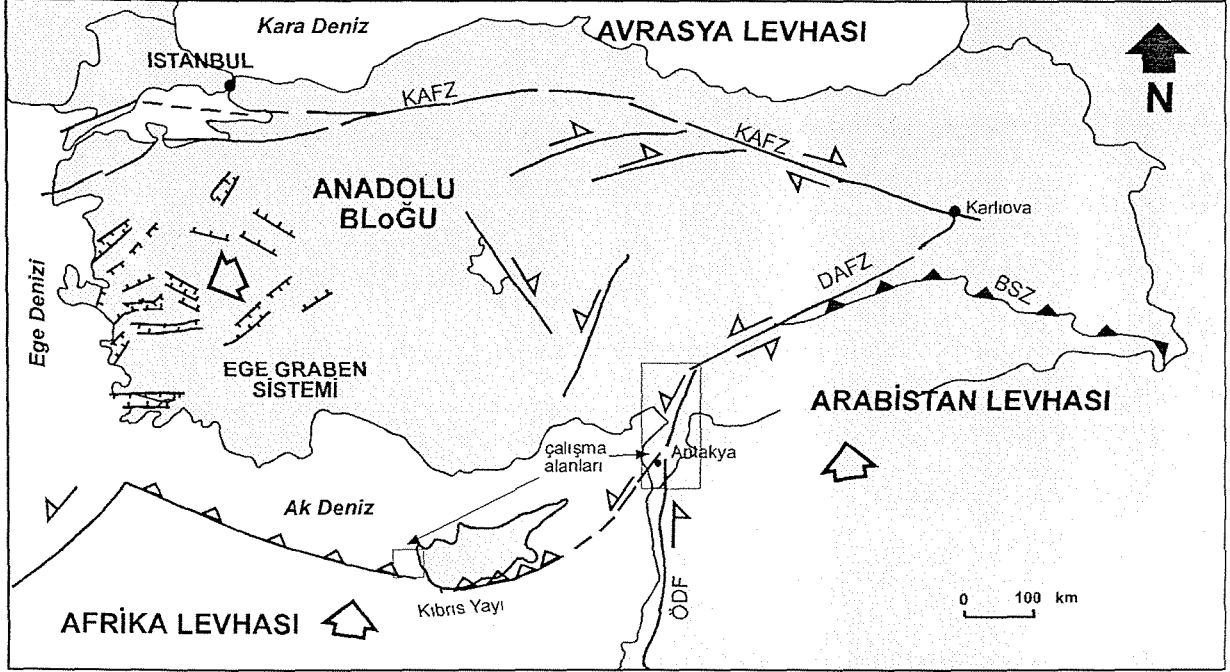 Kara Deniz
AVRASYA LEVHASI
ISTANBUL
N
KAFZ
KAFZ
ANADOLU
BLoĞU
Karlıova
Ege Denizi
DAFZ
BSZ
EGE GRABEN
SİSTEMİ
ARABİSTAN LEVHASI
çalışma
alanları
Antakya
Ak Deniz
ÖDF
Kıbrıs Yayı
AFRİKA LEVHASI
0 100 km